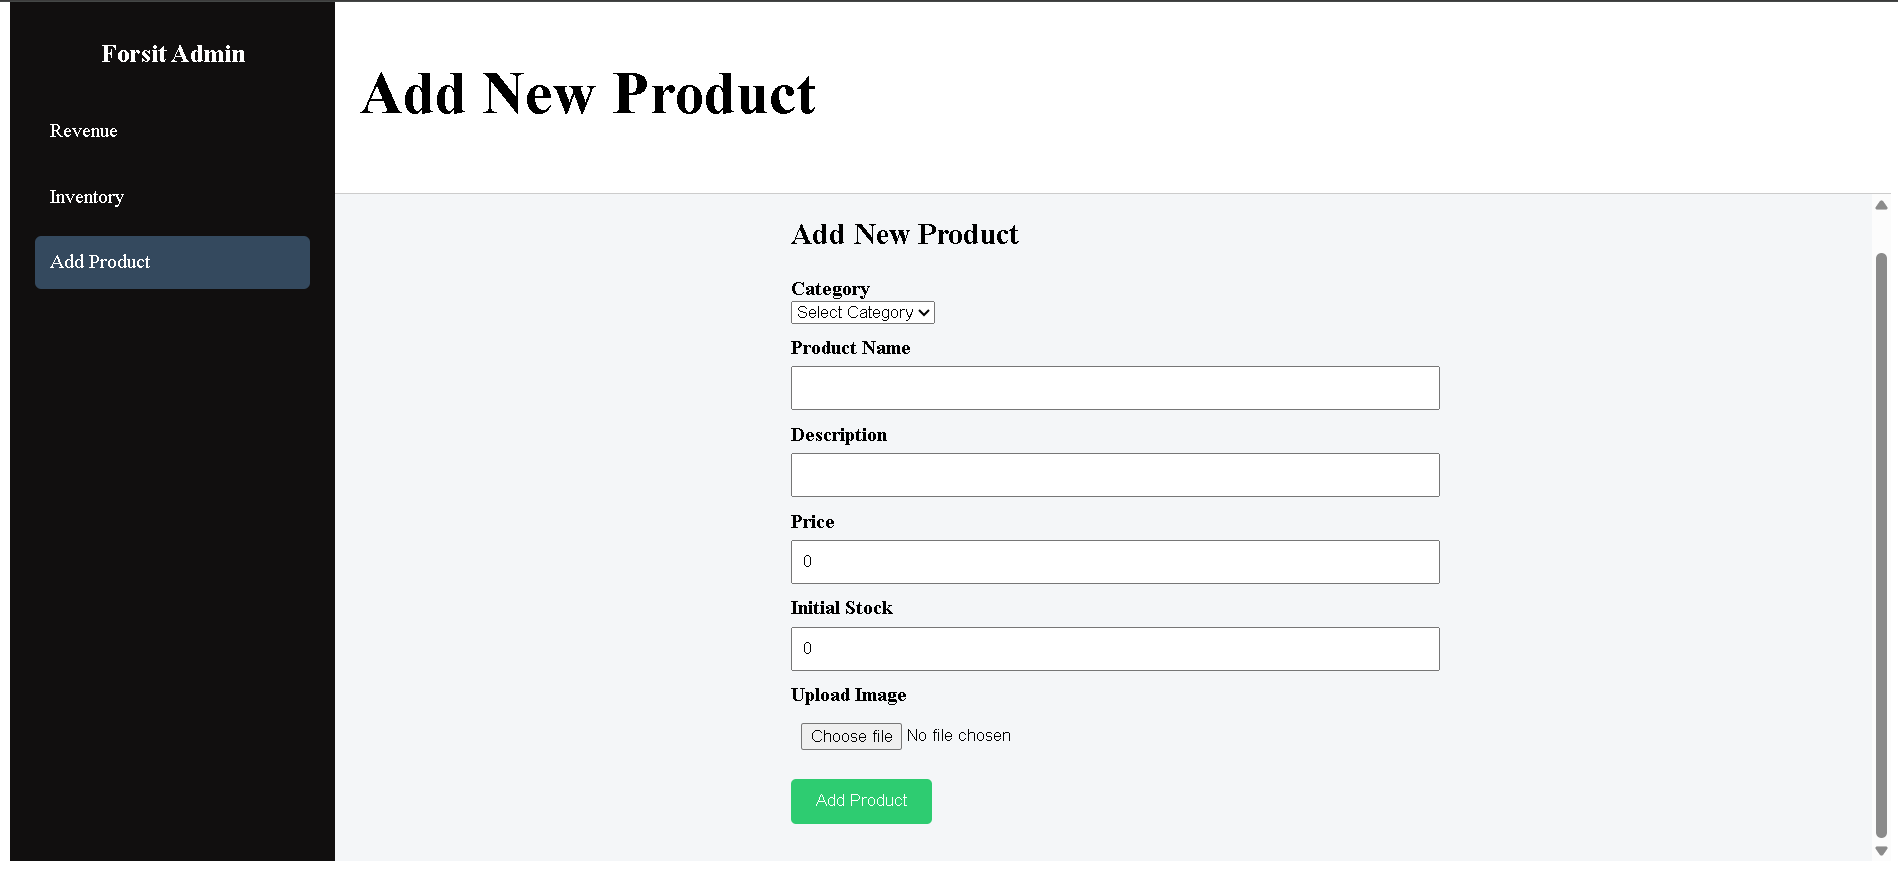 Forsit Admin
Revenue
Inventory
Add Product
Add New Product
Add New Product
Category
Select Category
Product Name
Description
Price
0
Initial Stock
0
Upload Image
Choose file No file chosen
Add Product